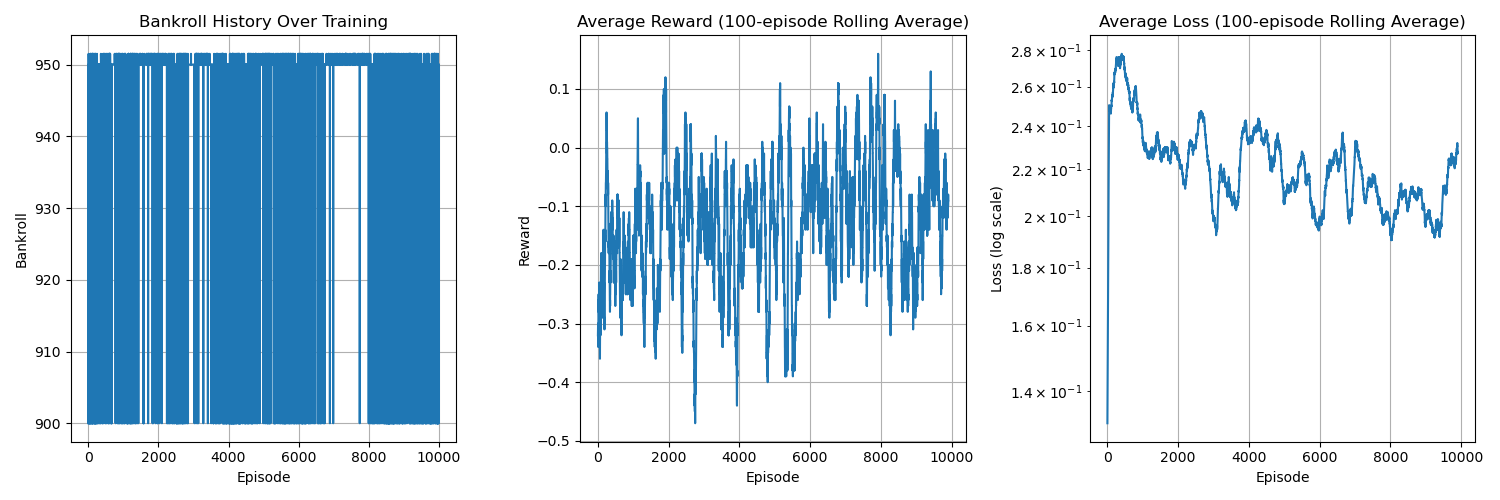 Bankroll History Over Training
950
940
930
920
910
900
Bankroll
0 2000 4000 6000 8000 10000
Episode
Average Reward (100-episode Rolling Average)
0.1
0.0
−0.1
−0.2
−0.3
−0.4
−0.5
Reward
0 2000 4000 6000 8000 10000
Episode
Average Loss (100-episode Rolling Average)
2.8 × 10⁻¹
2.6 × 10⁻¹
2.4 × 10⁻¹
2.2 × 10⁻¹
2 × 10⁻¹
1.8 × 10⁻¹
1.6 × 10⁻¹
1.4 × 10⁻¹
Loss (log scale)
0 2000 4000 6000 8000 10000
Episode